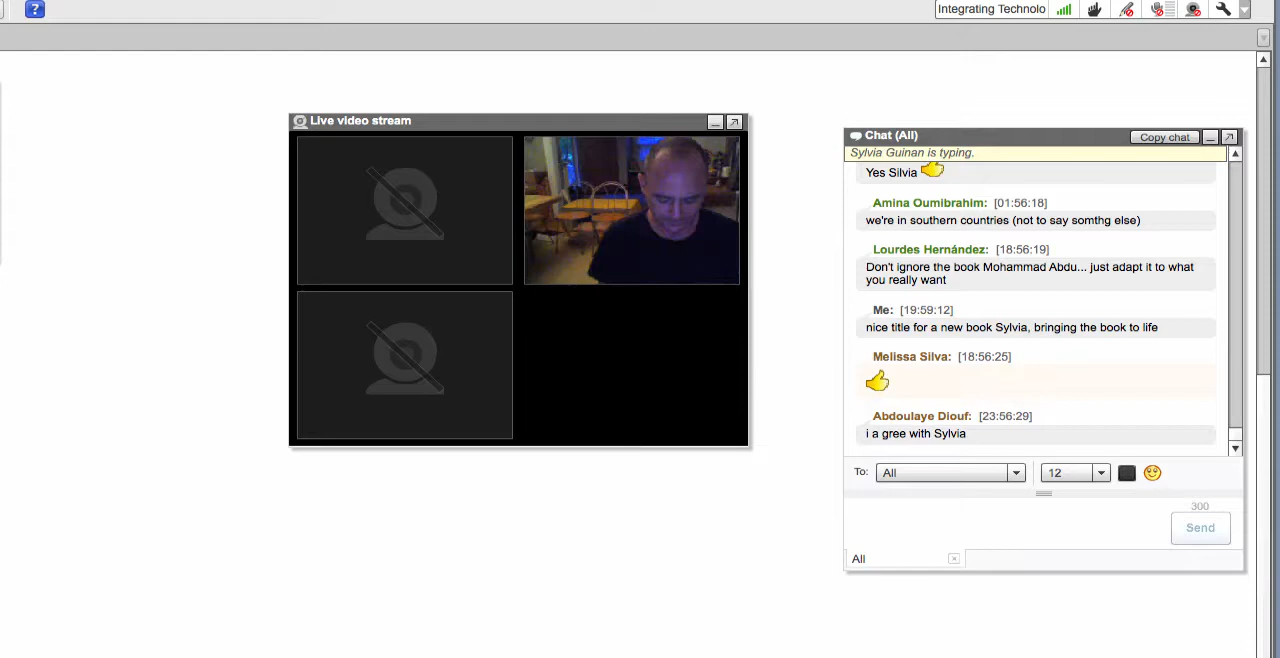 ?
Integrating Technolo
Live video stream
Chat (All)
Copy chat
Sylvia Guinan is typing.
Yes Silvia
Amina Oumibrahim: [01:56:18]
we're in southern countries (not to say somthg else)
Lourdes Hernández: [18:56:19]
Don't ignore the book Mohammad Abdu... just adapt it to what
you really want
Me: [19:59:12]
nice title for a new book Sylvia, bringing the book to life
Melissa Silva: [18:56:25]
Abdoulaye Diouf: [23:56:29]
i a gree with Sylvia
To: All 12
300
Send
All